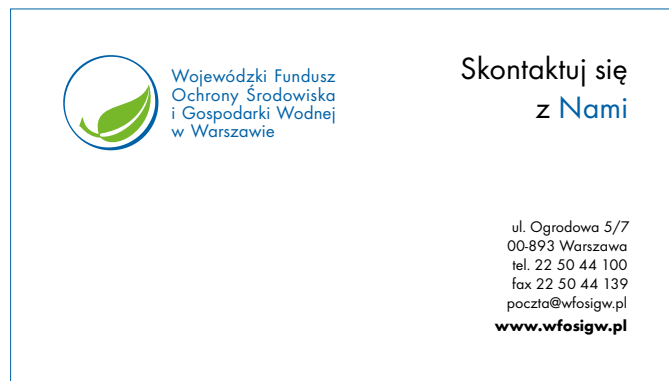 Wojewódzki Fundusz
Ochrony Środowiska
i Gospodarki Wodnej
w Warszawie
Skontaktuj się
z Nami
ul. Ogrodowa 5/7
00-893 Warszawa
tel. 22 50 44 100
fax 22 50 44 139
poczta@wfosigw.pl
www.wfosigw.pl